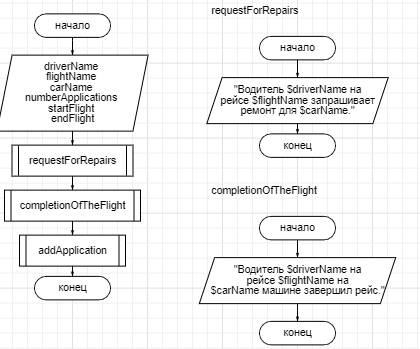 начало
driverName
flightName
carName
numberApplications
startFlight
endFlight
requestForRepairs
completionOfTheFlight
addApplication
конец
requestForRepairs
начало
"Водитель $driverName на
рейсе $flightName запрашивает
ремонт для $carName."
конец
completionOfTheFlight
начало
"Водитель $driverName на
рейсе $flightName на
$carName машине завершил рейс."
конец